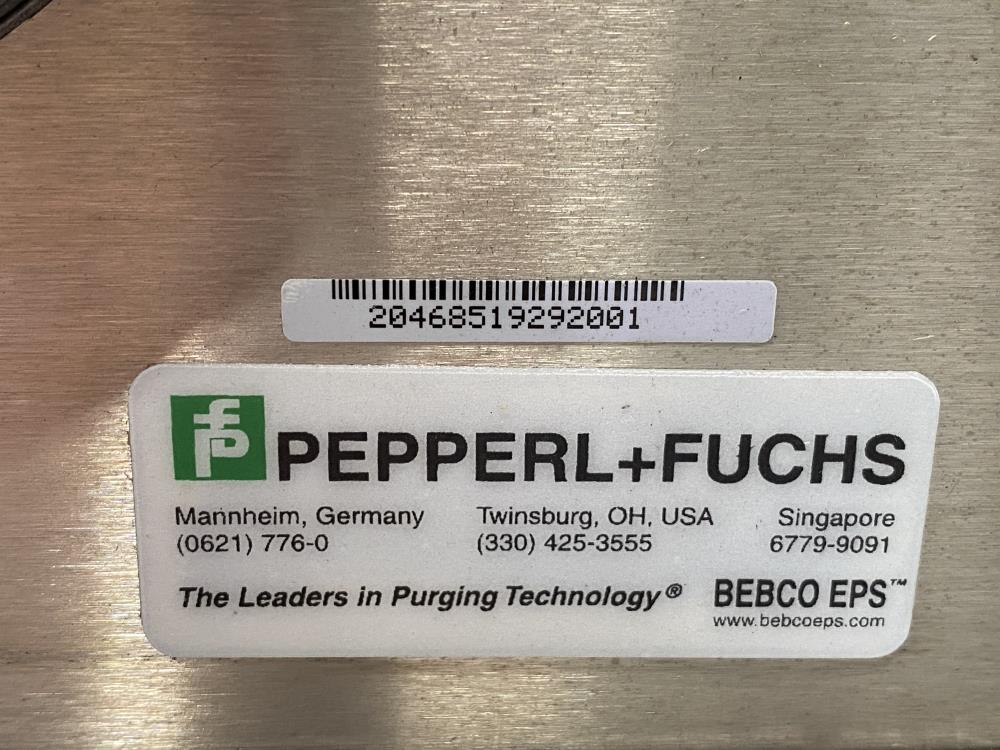 20468519292001
fp PEPPERL+FUCHS
Mannheim, Germany Twinsburg, OH, USA Singapore
(0621) 776-0 (330) 425-3555 6779-9091
The Leaders in Purging Technology® BEBCO EPS™
www.bebcoeps.com